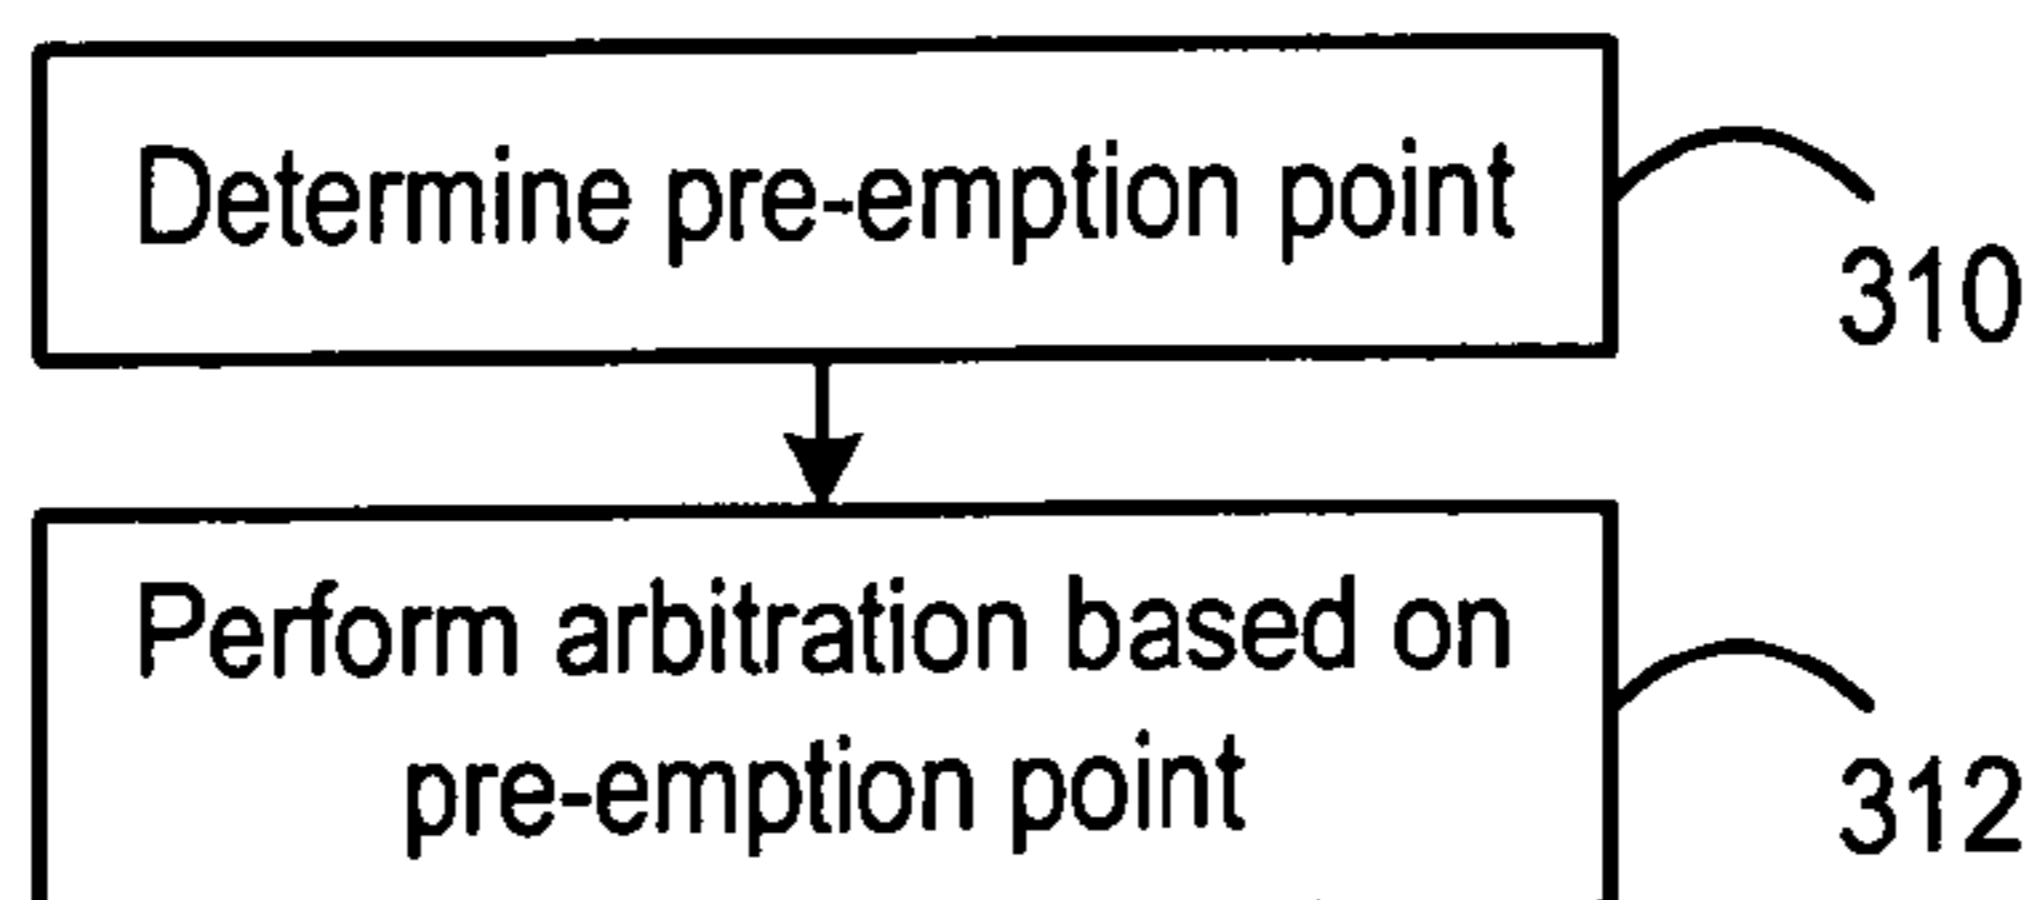 Determine pre-emption point
310
Perform arbitration based on
pre-emption point
312